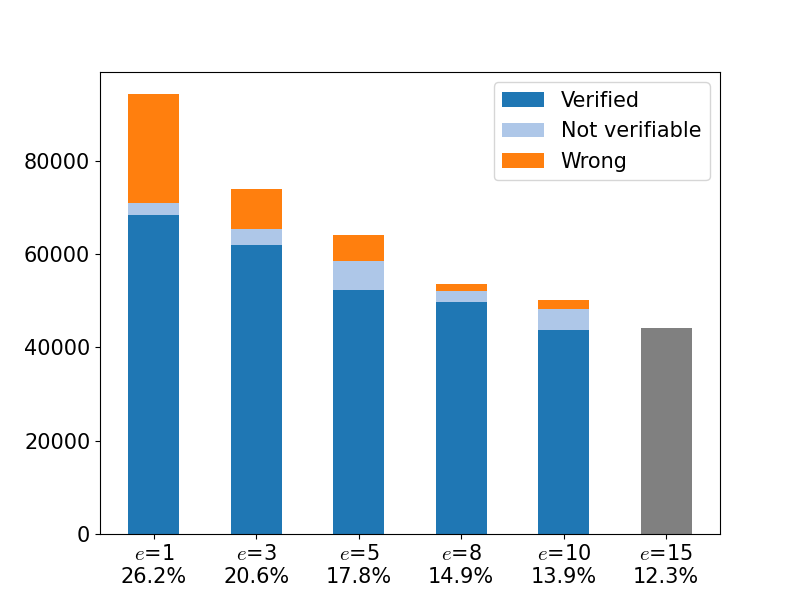 Verified
Not verifiable
Wrong
80000
60000
40000
20000
0
e=1 e=3 e=5 e=8 e=10 e=15
26.2% 20.6% 17.8% 14.9% 13.9% 12.3%